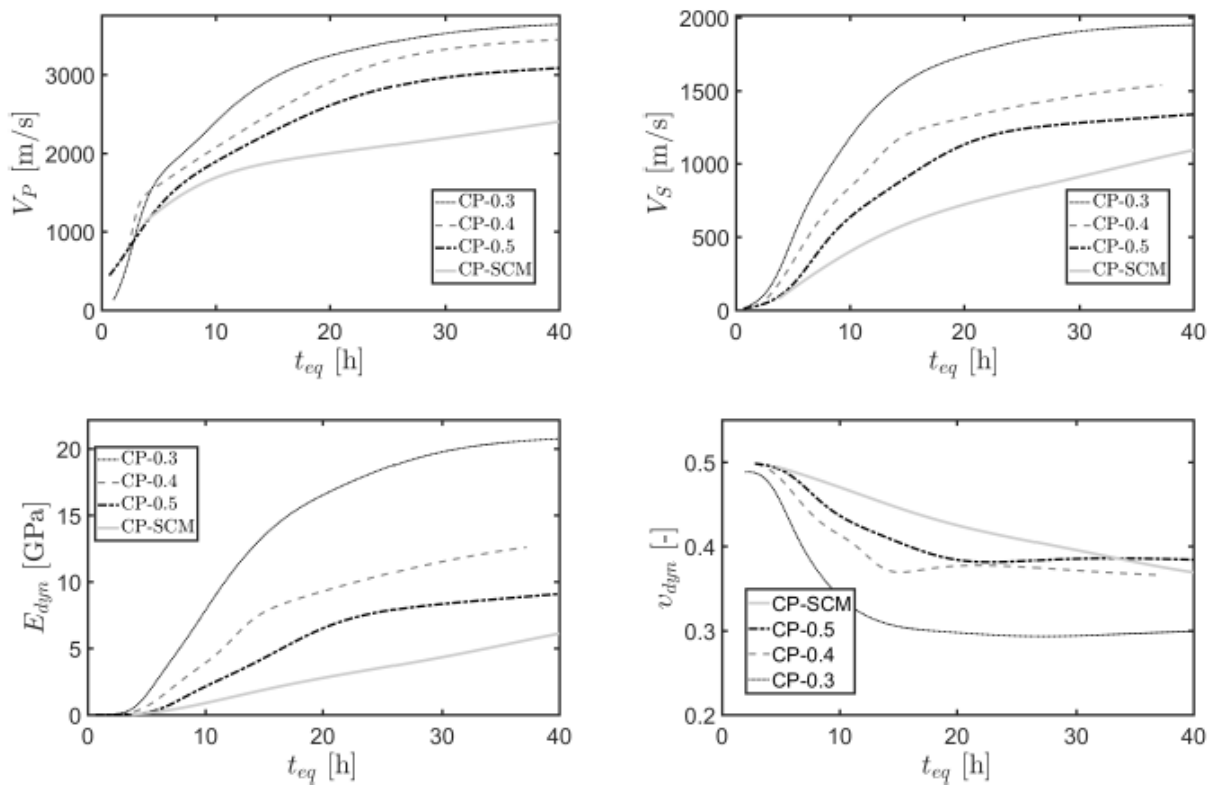 V_P [m/s]
3000
2000
1000
0
0 10 20 30 40
t_eq [h]
CP-0.3
CP-0.4
CP-0.5
CP-SCM
V_S [m/s]
2000
1500
1000
500
0
0 10 20 30 40
t_eq [h]
CP-0.3
CP-0.4
CP-0.5
CP-SCM
E_dyn [GPa]
20
15
10
5
0
0 10 20 30 40
t_eq [h]
CP-0.3
CP-0.4
CP-0.5
CP-SCM
υ_dyn [-]
0.5
0.4
0.3
0.2
0 10 20 30 40
t_eq [h]
CP-SCM
CP-0.5
CP-0.4
CP-0.3